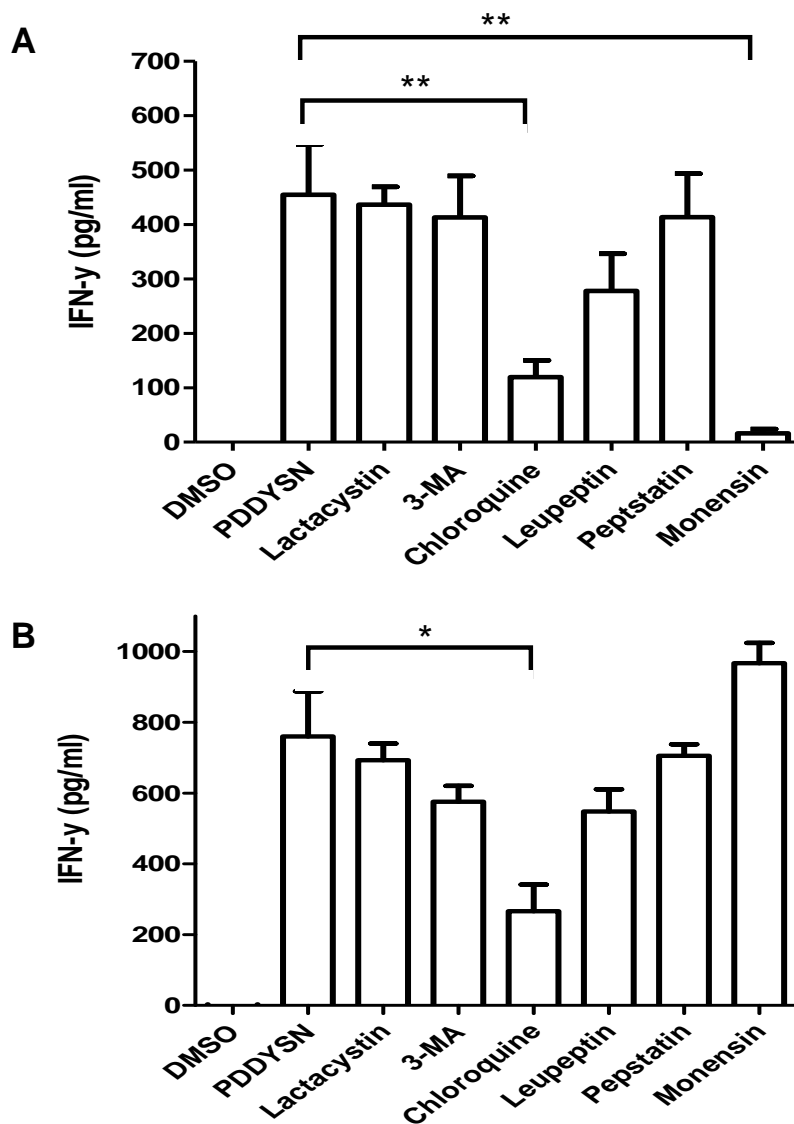 A
**
**
IFN-y (pg/ml)
700
600
500
400
300
200
100
0
DMSO
PDDYSN
Lactacystin
3-MA
Chloroquine
Leupeptin
Peptstatin
Monensin
B
*
IFN-y (pg/ml)
1000
800
600
400
200
0
DMSO
PDDYSN
Lactacystin
3-MA
Chloroquine
Leupeptin
Pepstatin
Monensin